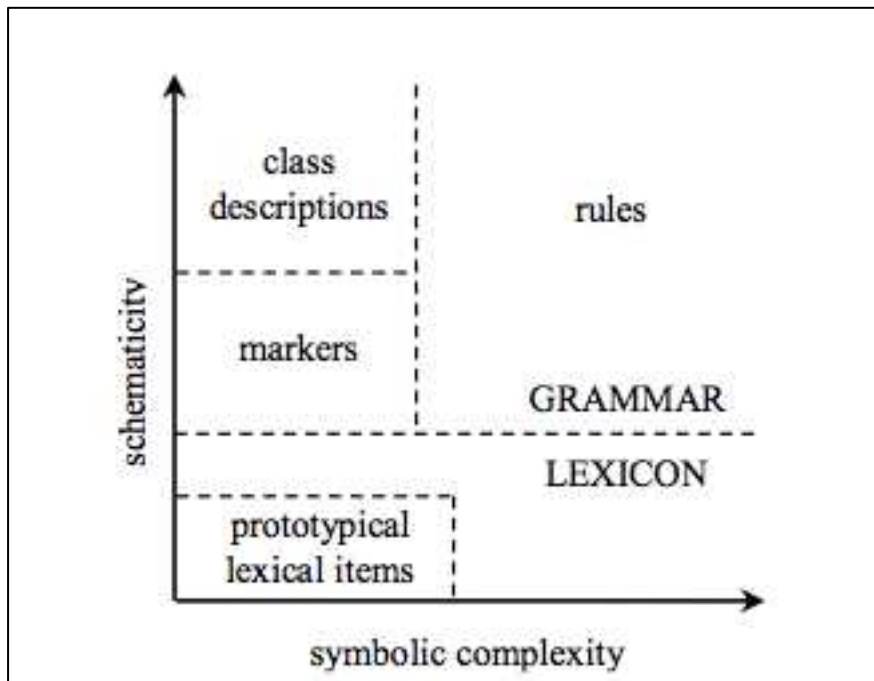 class
descriptions
rules
markers
schematicity
GRAMMAR
LEXICON
prototypical
lexical items
symbolic complexity